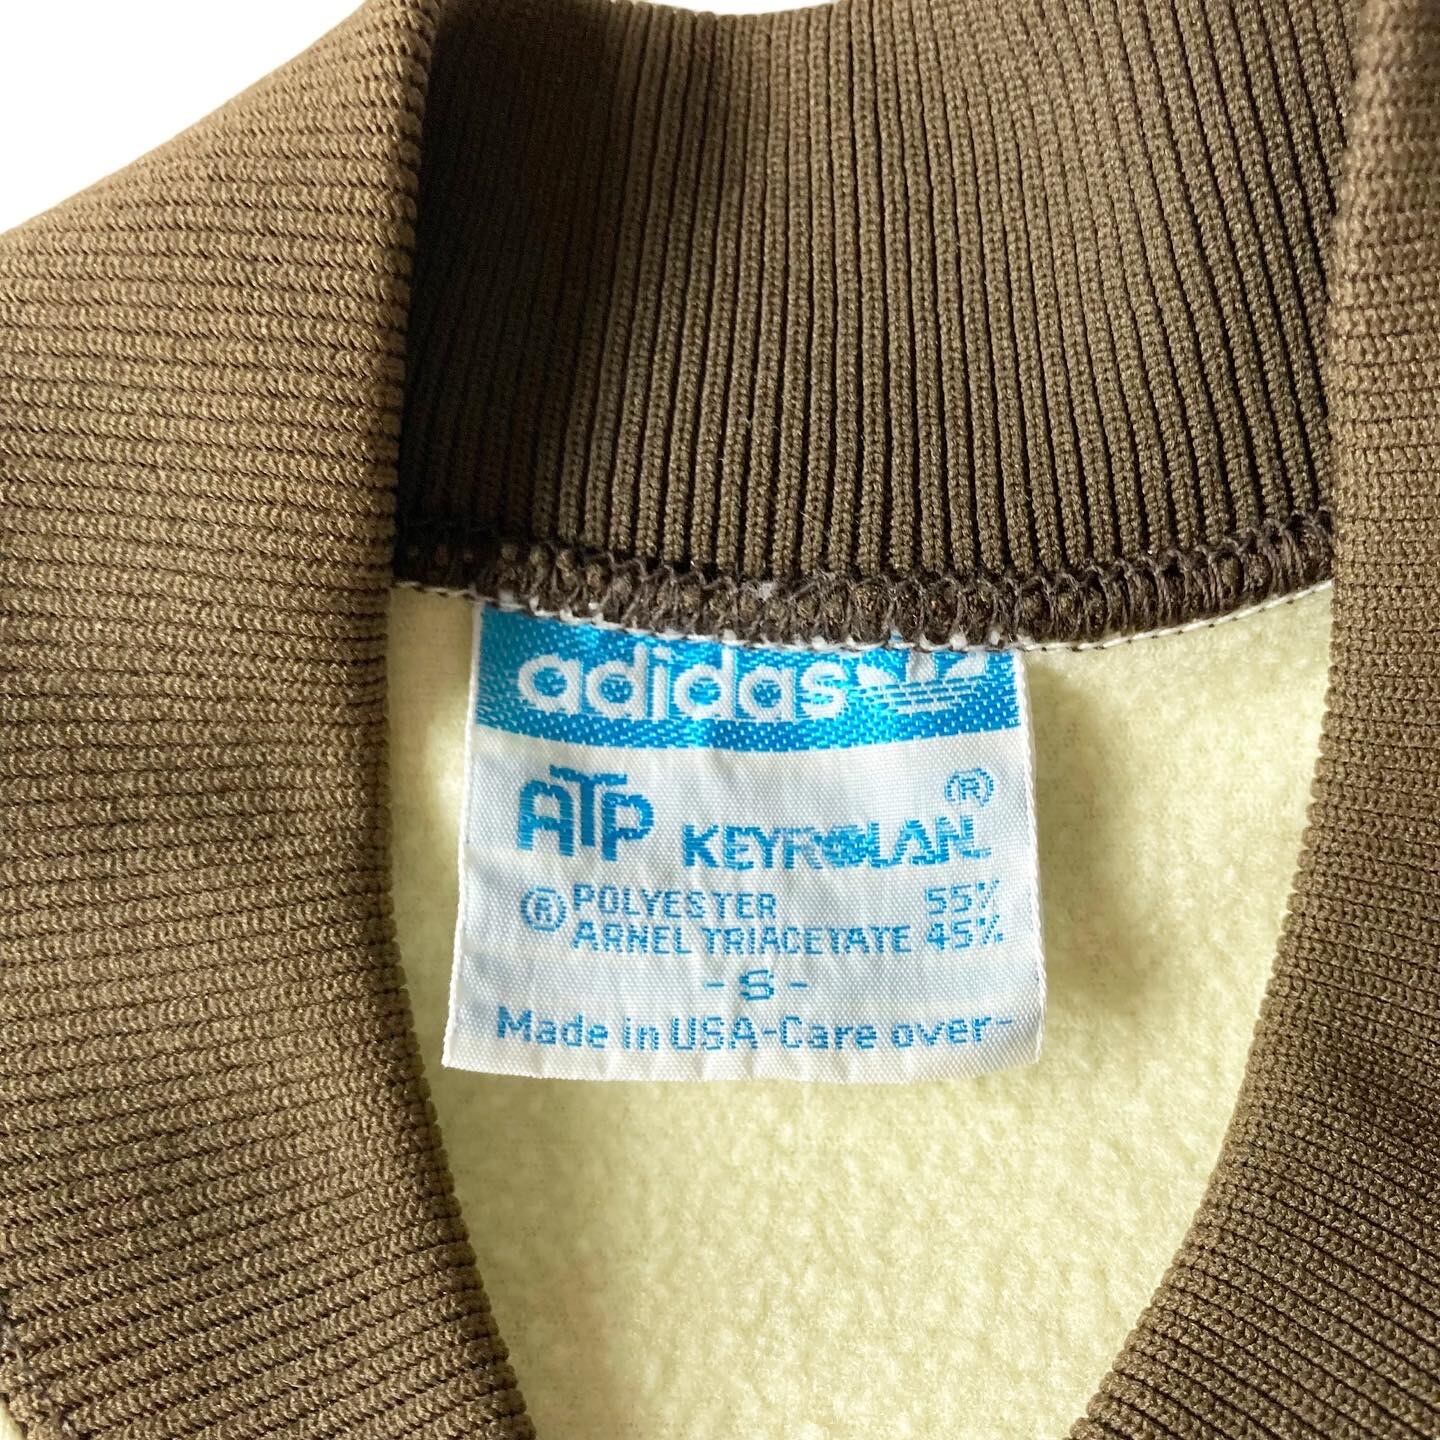 adidas
ATP KEYROLAN ®
® POLYESTER 55%
ARNEL TRIACETATE 45%
- S -
Made in USA-Care over-